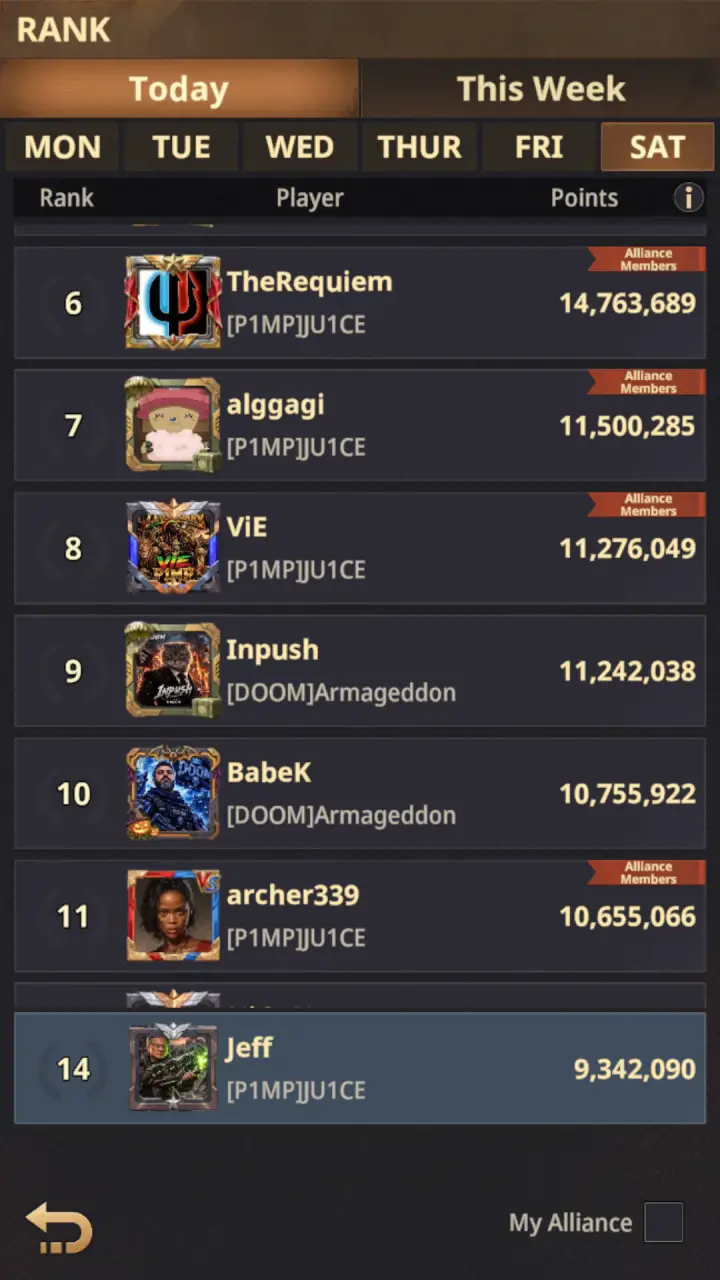 RANK
Today
This Week
MON TUE WED THUR FRI SAT
Rank Player Points i
Alliance Members
6 TheRequiem 14,763,689
[P1MP]JU1CE
Alliance Members
7 alggagi 11,500,285
[P1MP]JU1CE
Alliance Members
8 ViE 11,276,049
[P1MP]JU1CE
9 Inpush 11,242,038
[DOOM]Armageddon
10 BabeK 10,755,922
[DOOM]Armageddon
Alliance Members
11 archer339 10,655,066
[P1MP]JU1CE
14 Jeff 9,342,090
[P1MP]JU1CE
My Alliance